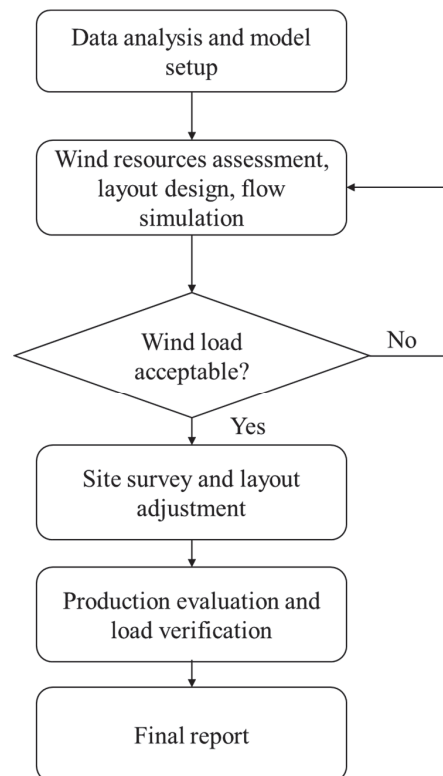 Data analysis and model
setup
Wind resources assessment,
layout design, flow
simulation
Wind load
acceptable?
No
Yes
Site survey and layout
adjustment
Production evaluation and
load verification
Final report